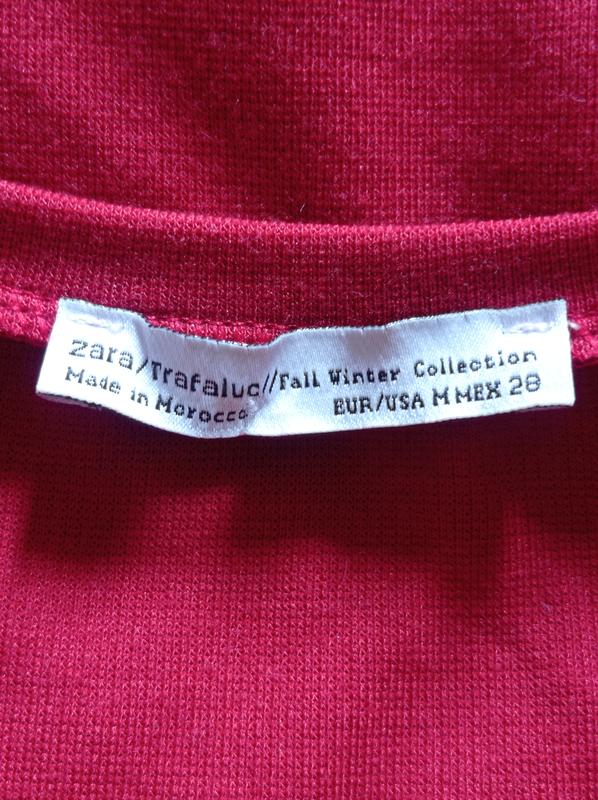 zara/Trafaluc//Fall Winter Collection
Made in Morocco
EUR/USA M MEX 28